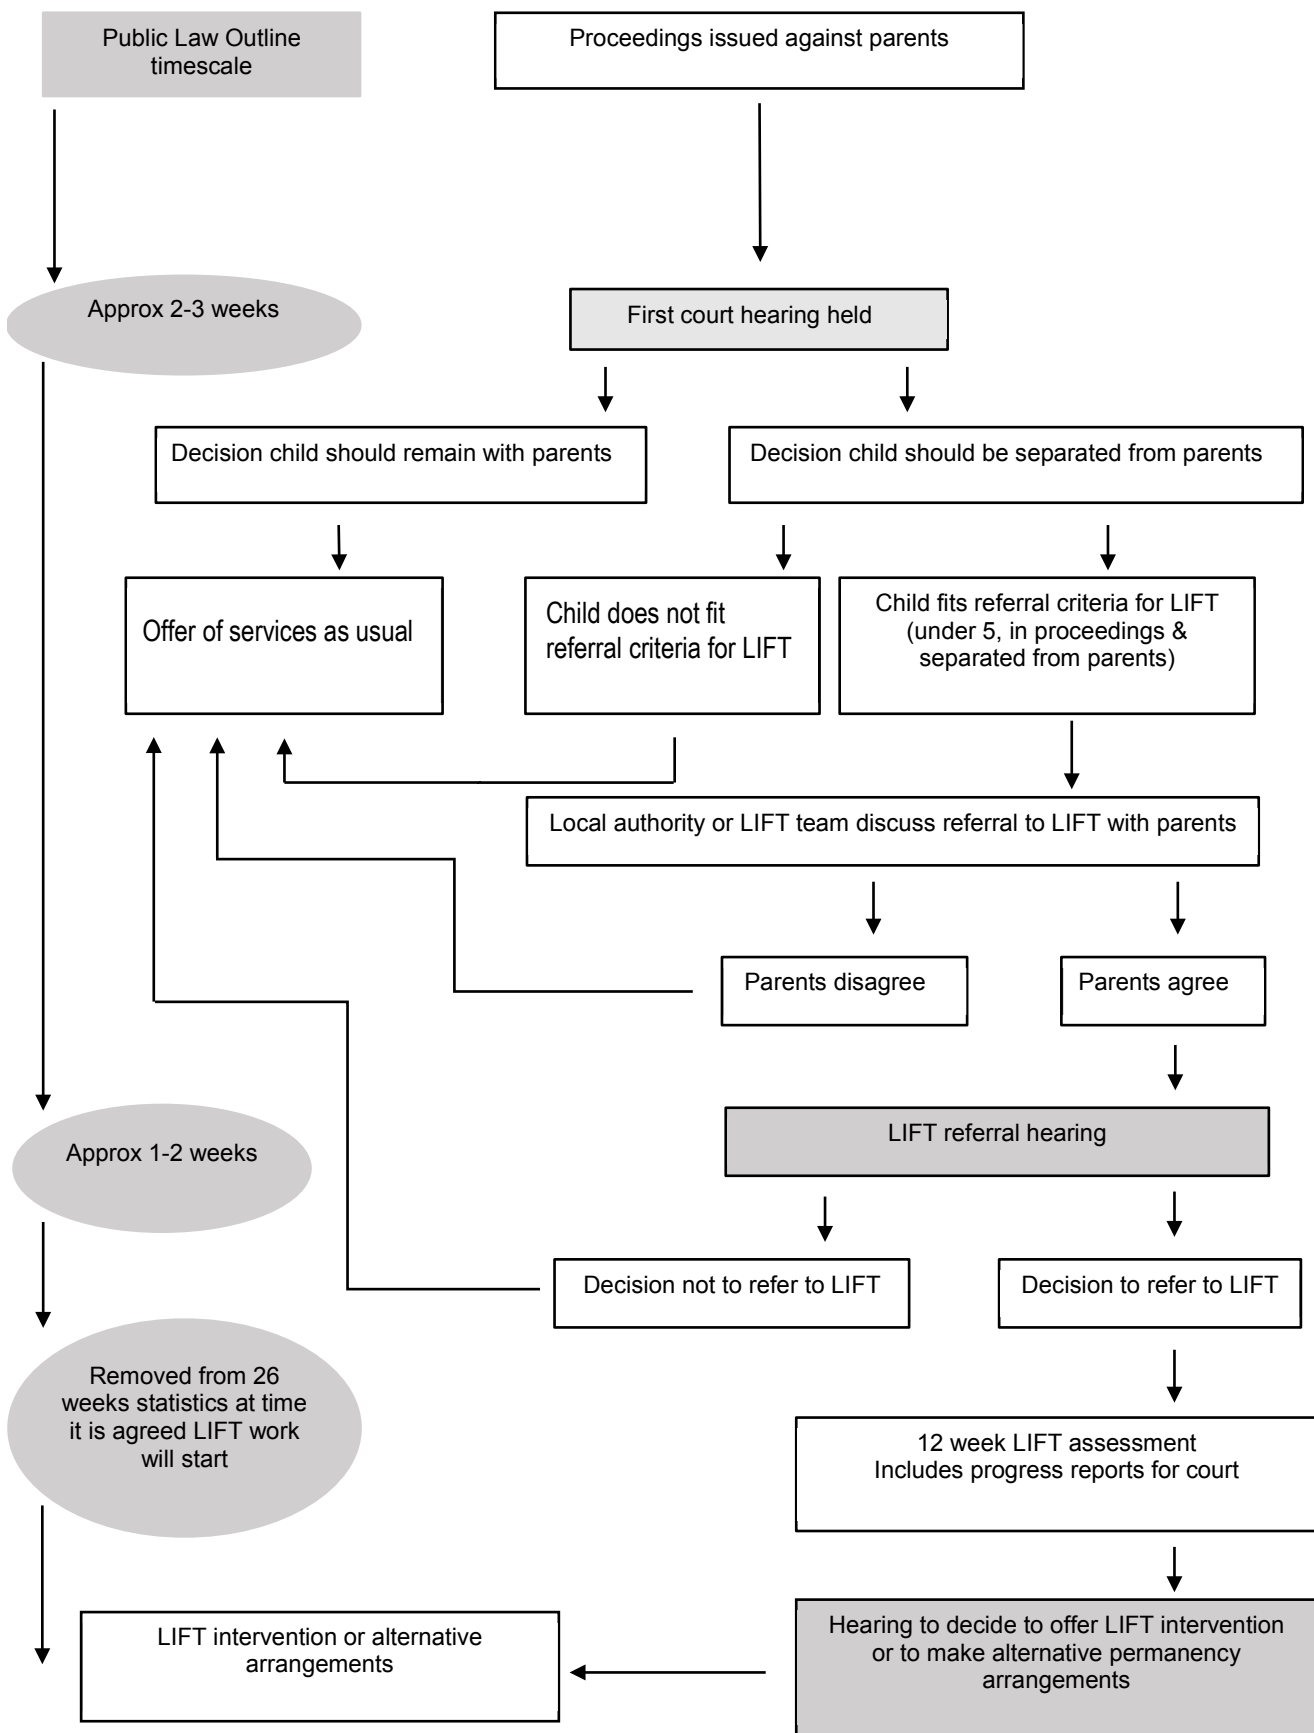 Public Law Outline
timescale
Proceedings issued against parents
Approx 2-3 weeks
First court hearing held
Decision child should remain with parents
Decision child should be separated from parents
Offer of services as usual
Child does not fit
referral criteria for LIFT
Child fits referral criteria for LIFT
(under 5, in proceedings &
separated from parents)
Local authority or LIFT team discuss referral to LIFT with parents
Parents disagree
Parents agree
Approx 1-2 weeks
LIFT referral hearing
Decision not to refer to LIFT
Decision to refer to LIFT
Removed from 26
weeks statistics at time
it is agreed LIFT work
will start
12 week LIFT assessment
Includes progress reports for court
LIFT intervention or alternative
arrangements
Hearing to decide to offer LIFT intervention
or to make alternative permanency
arrangements